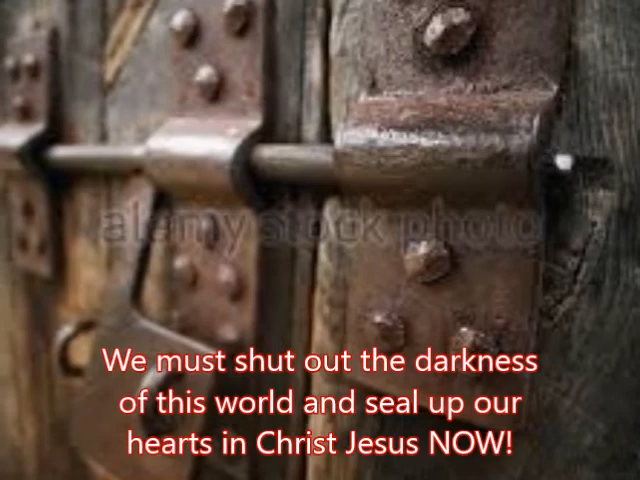 alamy stock photo
We must shut out the darkness
of this world and seal up our
hearts in Christ Jesus NOW!